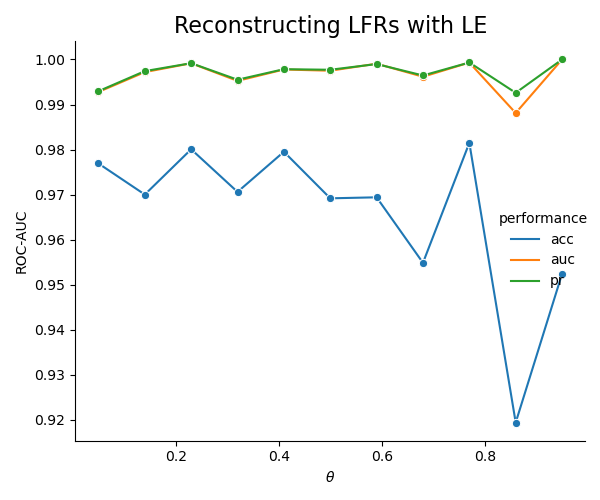 Reconstructing LFRs with LE
ROC-AUC
1.00
0.99
0.98
0.97
0.96
0.95
0.94
0.93
0.92
performance
acc
auc
pr
0.2 0.4 0.6 0.8
θ